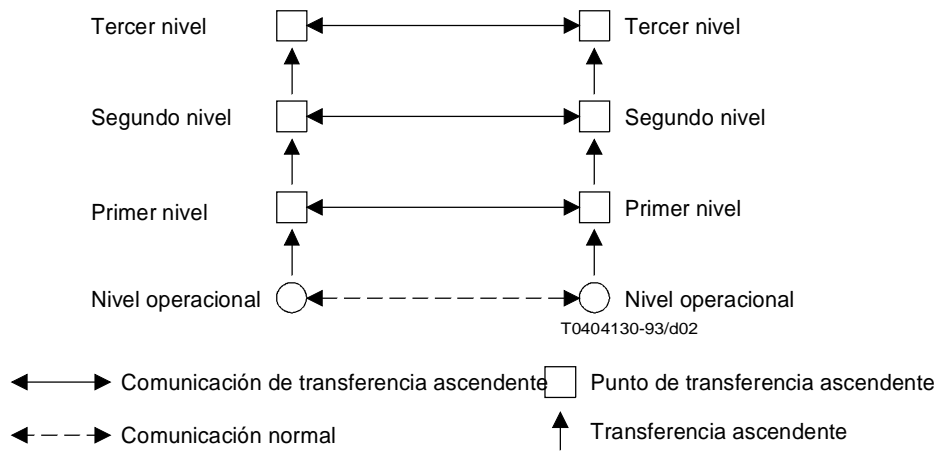 Tercer nivel Tercer nivel
Segundo nivel Segundo nivel
Primer nivel Primer nivel
Nivel operacional Nivel operacional
T0404130-93/d02
Comunicación de transferencia ascendente Punto de transferencia ascendente
Comunicación normal Transferencia ascendente